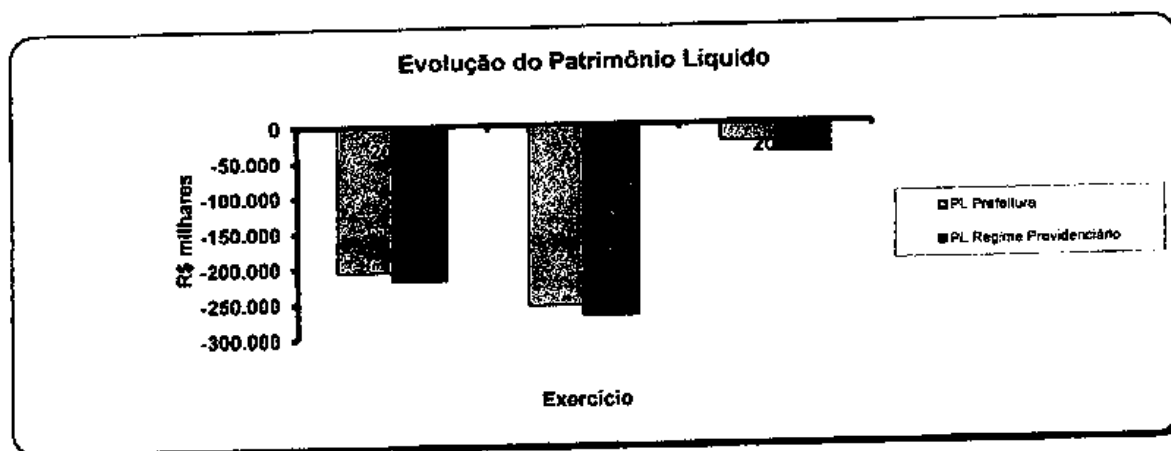 Evolução do Patrimônio Líquido
0
-50.000
-100.000
-150.000
-200.000
-250.000
-300.000
R$ milhares
20
PL Prefeitura
PL Regime Providenciário
Exercício